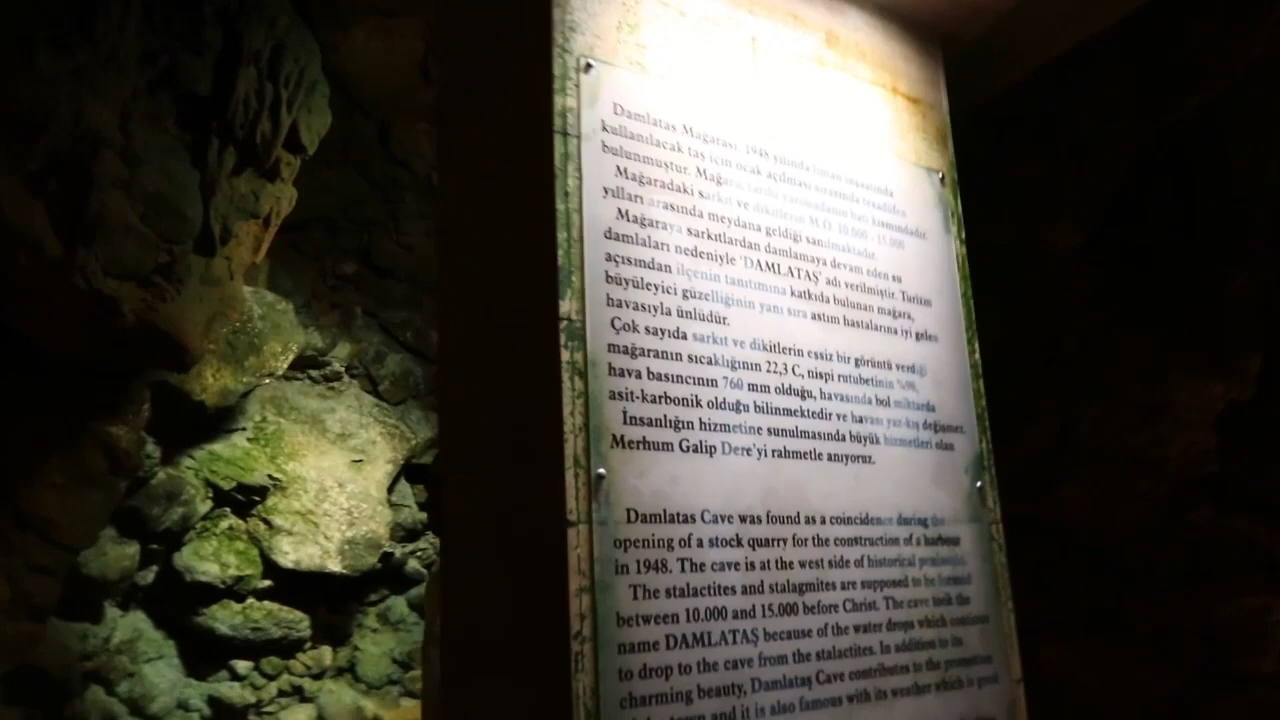 Damlataş Mağarası, 1948 yılında liman inşaatında
kullanılacak taş için ocak açılması sırasında tesadüfen
bulunmuştur. Mağara, tarihi yarımadanın batı kısmındadır.
Mağaradaki sarkıt ve dikitlerin M.Ö. 10.000 - 15.000
yılları arasında meydana geldiği sanılmaktadır.
Mağaraya sarkıtlardan damlamaya devam eden su
damlaları nedeniyle 'DAMLATAŞ' adı verilmiştir. Turizm
açısından ilçenin tanıtımına katkıda bulunan mağara,
büyüleyici güzelliğinin yanı sıra astım hastalarına iyi gelen
havasıyla ünlüdür.
Çok sayıda sarkıt ve dikitlerin eşsiz bir görüntü verdiği
mağaranın sıcaklığının 22,3 C, nispi rutubetinin %98,
hava basıncının 760 mm olduğu, havasında bol miktarda
asit-karbonik olduğu bilinmektedir ve havası yaz-kış değişmez.
İnsanlığın hizmetine sunulmasında büyük hizmetleri olan
Merhum Galip Dere'yi rahmetle anıyoruz.
Damlatas Cave was found as a coincidence during the
opening of a stock quarry for the construction of a harbour
in 1948. The cave is at the west side of historical peninsula.
The stalactites and stalagmites are supposed to be formed
between 10.000 and 15.000 before Christ. The cave took the
name DAMLATAŞ because of the water drops which continue
to drop to the cave from the stalactites. In addition to its
charming beauty, Damlataş Cave contributes to the promotion
of the town and it is also famous with its weather which is good